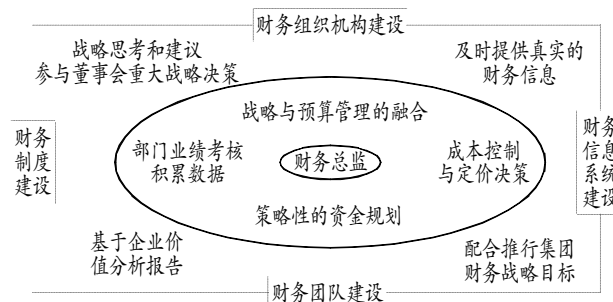 财务组织机构建设
战略思考和建议
参与董事会重大战略决策
及时提供真实的
财务信息
战略与预算管理的融合
财务
制度
建设
部门业绩考核
积累数据
财务总监
成本控制
与定价决策
财务
信息
系统
建设
策略性的资金规划
基于企业价
值分析报告
配合推行集团
财务战略目标
财务团队建设